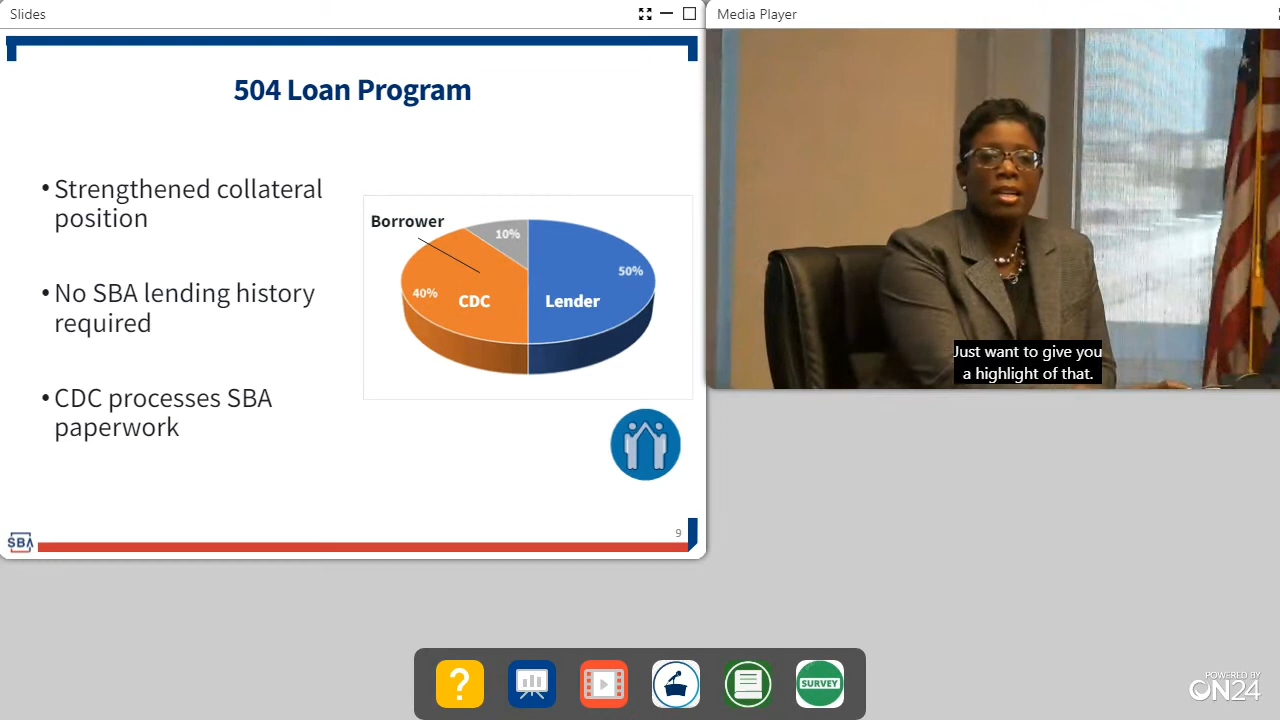 Slides
Media Player
504 Loan Program
• Strengthened collateral
position
• No SBA lending history
required
• CDC processes SBA
paperwork
Borrower
10%
50%
40%
CDC
Lender
Just want to give you
a highlight of that.
9
SBA
?
SURVEY
POWERED BY
ON24